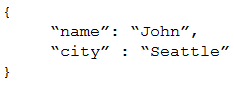 {
“name”: “John”,
“city” : “Seattle”
}